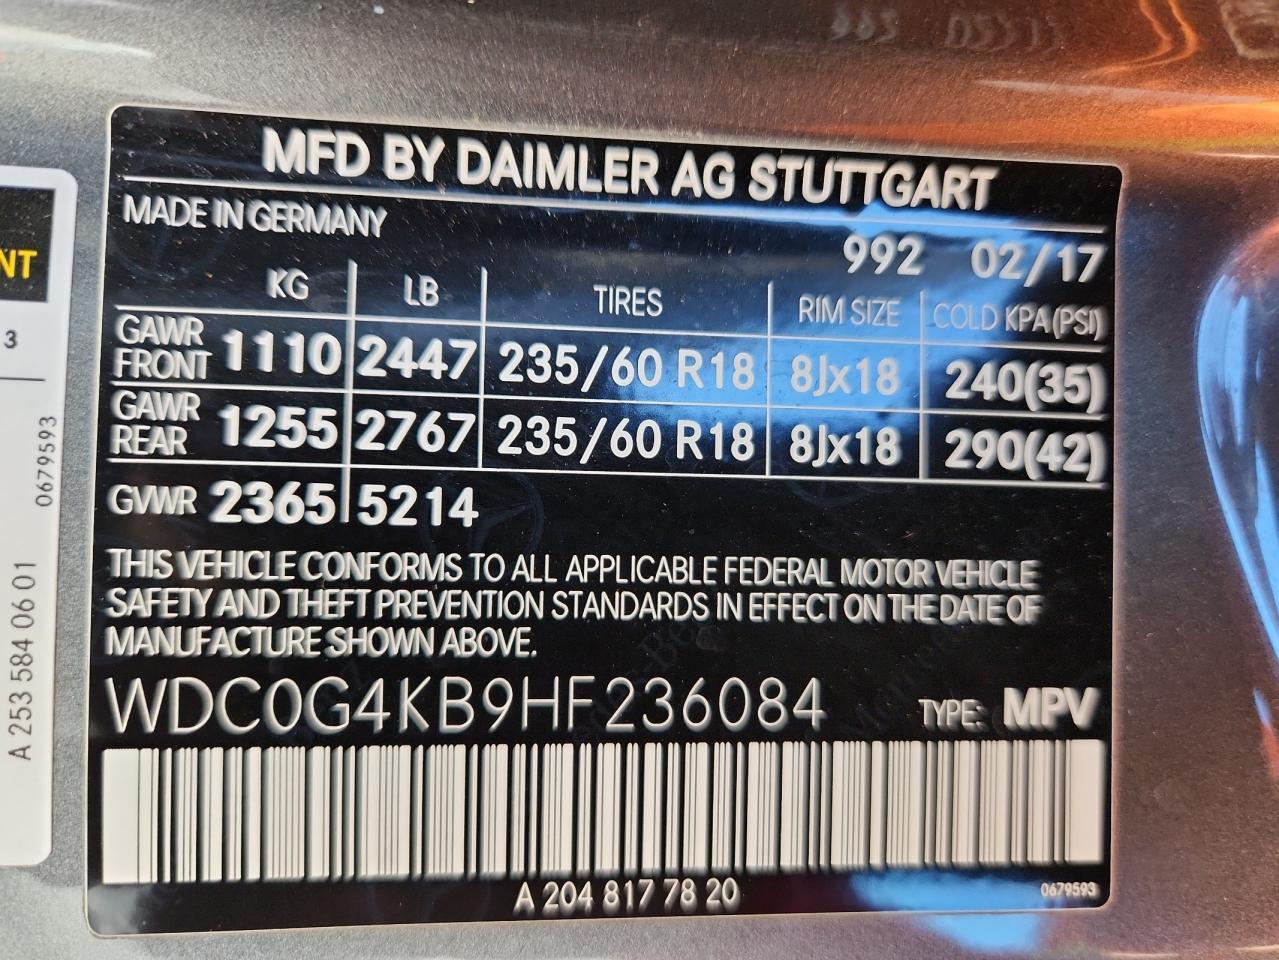 MFD BY DAIMLER AG STUTTGART
MADE IN GERMANY
992 02/17
KG LB TIRES RIM SIZE COLD KPA(PSI)
GAWR FRONT 1110 2447 235/60 R18 8Jx18 240(35)
GAWR REAR 1255 2767 235/60 R18 8Jx18 290(42)
GVWR 2365 5214
THIS VEHICLE CONFORMS TO ALL APPLICABLE FEDERAL MOTOR VEHICLE
SAFETY AND THEFT PREVENTION STANDARDS IN EFFECT ON THE DATE OF
MANUFACTURE SHOWN ABOVE.
WDC0G4KB9HF236084 TYPE: MPV
A 204 817 78 20 0679593
NT
3
0679593
A 253 584 06 01